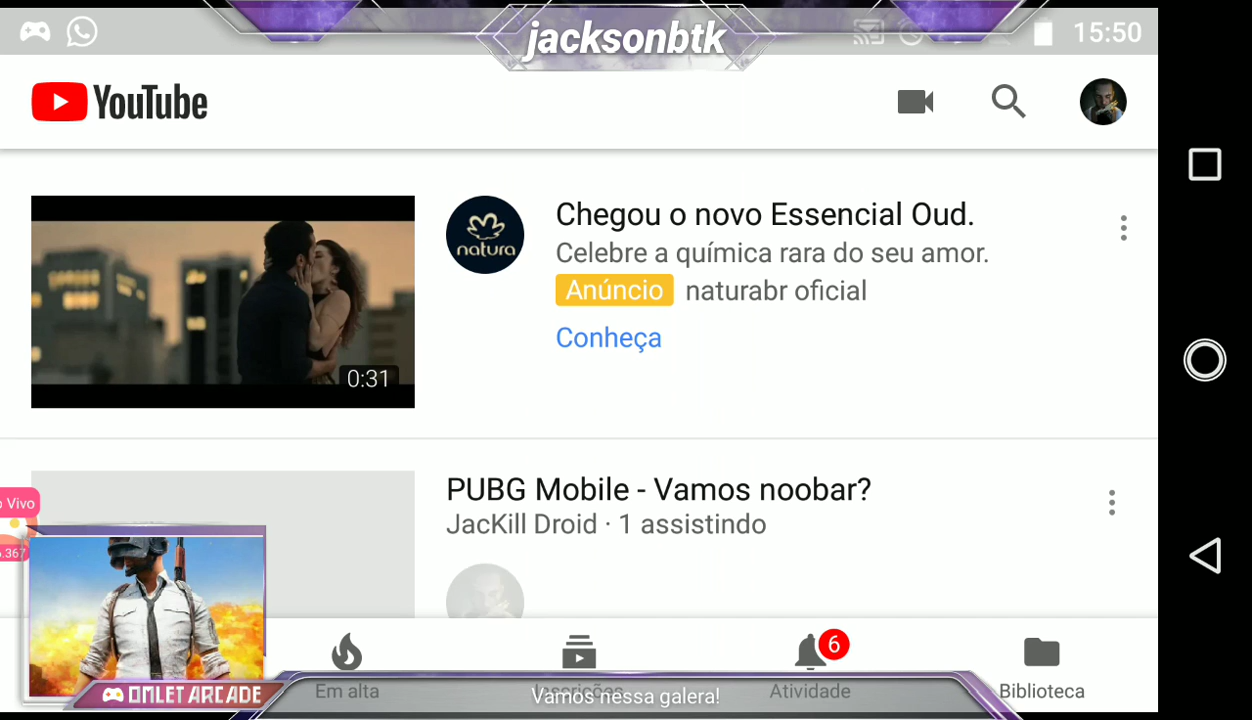 jacksonbtk
15:50
YouTube
natura
Chegou o novo Essencial Oud.
Celebre a química rara do seu amor.
Anúncio naturabr oficial
Conheça
0:31
PUBG Mobile - Vamos noobar?
JacKill Droid · 1 assistindo
Vivo
.367
6
Em alta
Inscrições
Atividade
Biblioteca
OMLET ARCADE
Vamos nessa galera!